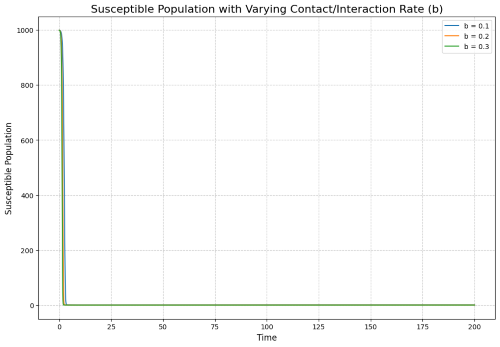 Susceptible Population with Varying Contact/Interaction Rate (b)
b = 0.1
b = 0.2
b = 0.3
Susceptible Population
1000
800
600
400
200
0
0 25 50 75 100 125 150 175 200
Time